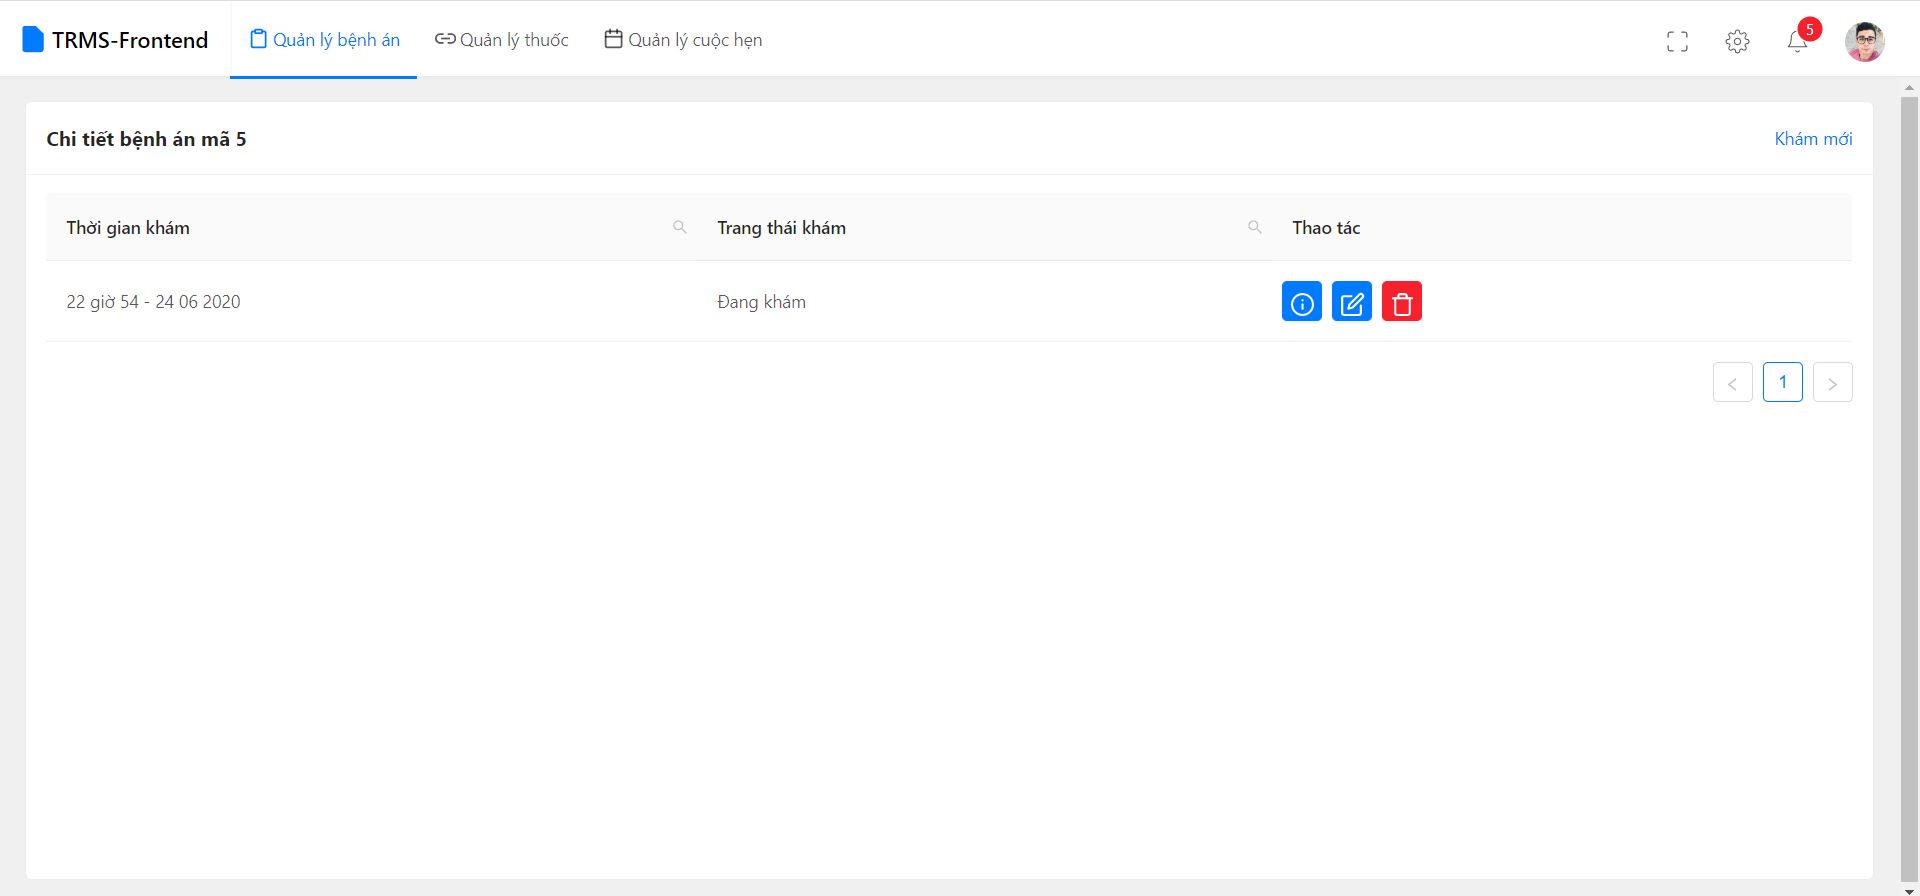 TRMS-Frontend
Quản lý bệnh án
Quản lý thuốc
Quản lý cuộc hẹn
5
Chi tiết bệnh án mã 5
Khám mới
Thời gian khám
Trang thái khám
Thao tác
22 giờ 54 - 24 06 2020
Đang khám
1